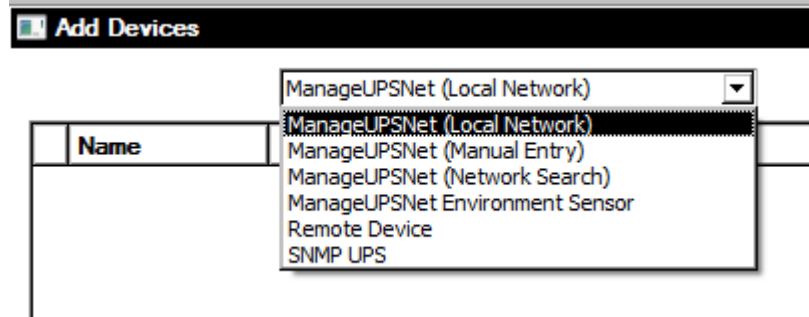 Add Devices
ManageUPSNet (Local Network)
ManageUPSNet (Local Network)
Name
ManageUPSNet (Manual Entry)
ManageUPSNet (Network Search)
ManageUPSNet Environment Sensor
Remote Device
SNMP UPS